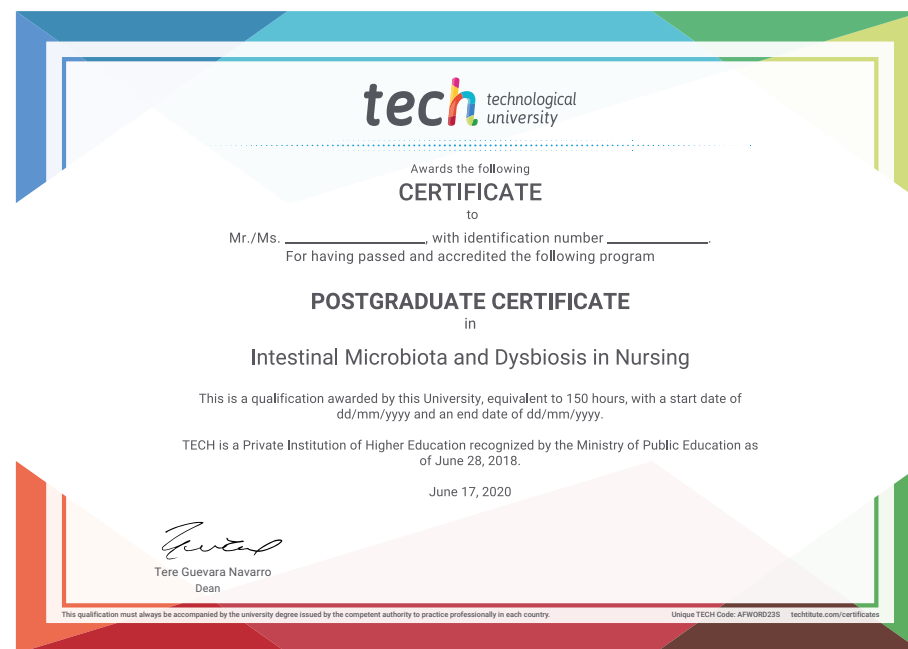 tech technological
university
Awards the following
CERTIFICATE
to
Mr./Ms. ____________________, with identification number ______________.
For having passed and accredited the following program
POSTGRADUATE CERTIFICATE
in
Intestinal Microbiota and Dysbiosis in Nursing
This is a qualification awarded by this University, equivalent to 150 hours, with a start date of
dd/mm/yyyy and an end date of dd/mm/yyyy.
TECH is a Private Institution of Higher Education recognized by the Ministry of Public Education as
of June 28, 2018.
June 17, 2020
Tere Guevara Navarro
Dean
This qualification must always be accompanied by the university degree issued by the competent authority to practice professionally in each country. Unique TECH Code: AFWORD23S techtitute.com/certificates